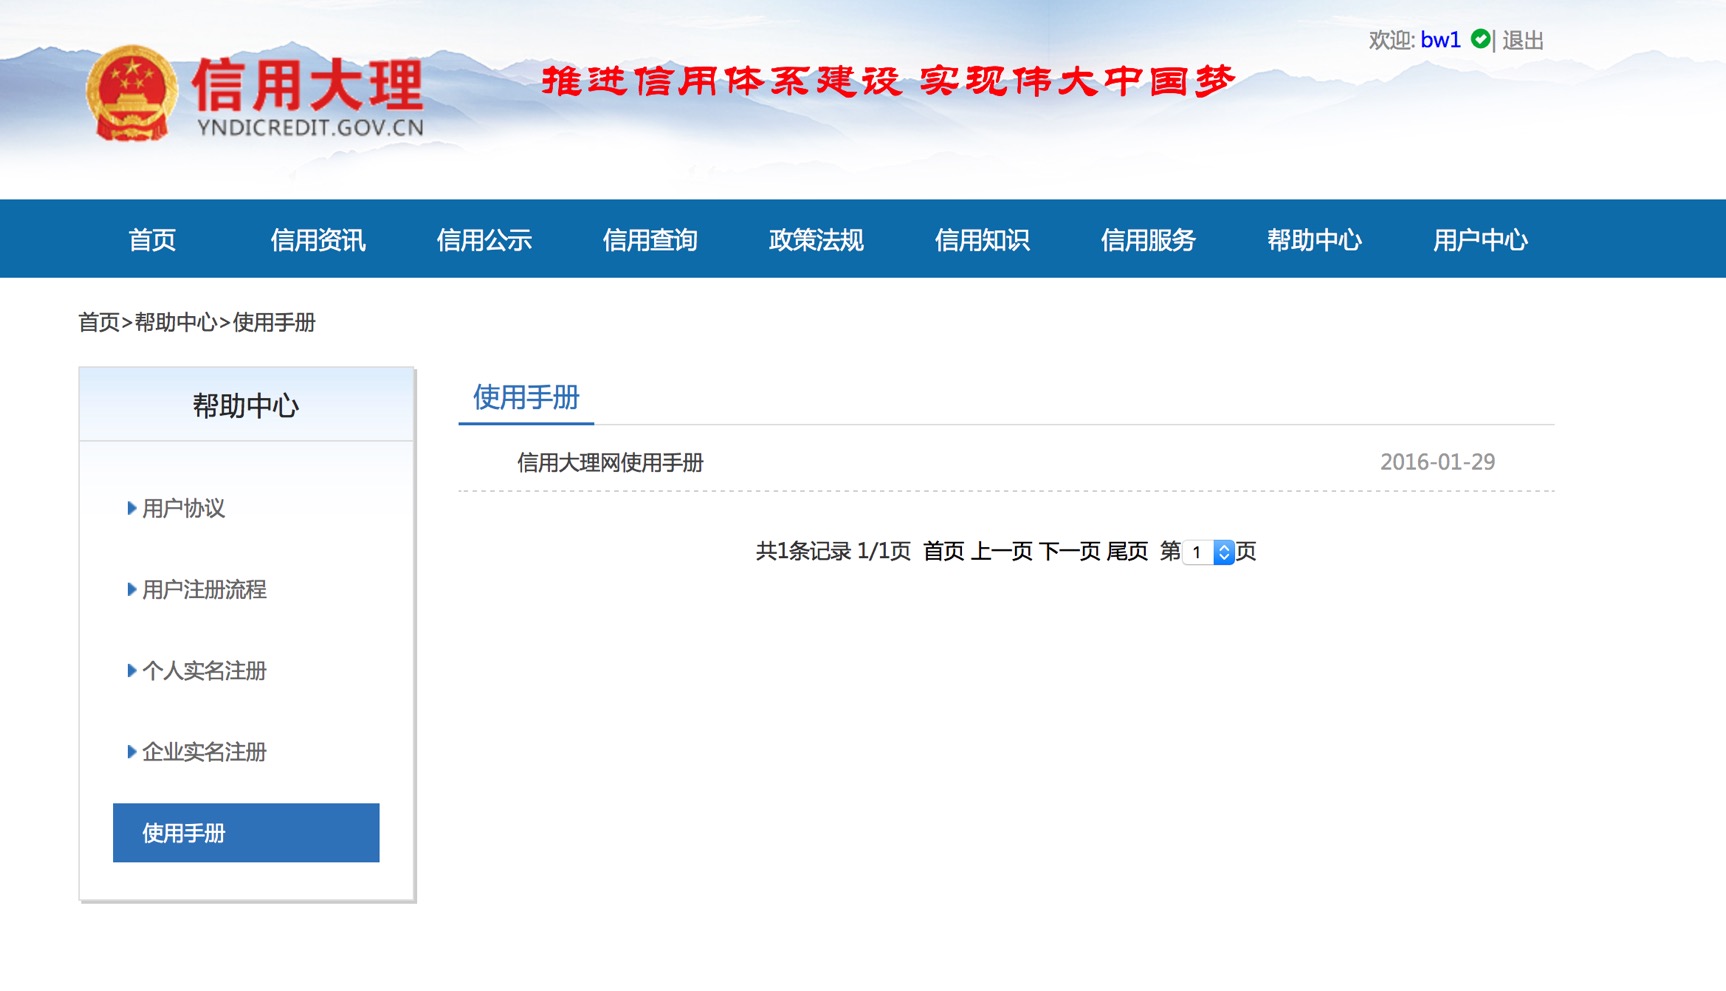 信用大理
YNDICREDIT.GOV.CN
推进信用体系建设 实现伟大中国梦
欢迎: bw1 | 退出
首页 信用资讯 信用公示 信用查询 政策法规 信用知识 信用服务 帮助中心 用户中心
首页>帮助中心>使用手册
帮助中心
用户协议
用户注册流程
个人实名注册
企业实名注册
使用手册
使用手册
信用大理网使用手册 2016-01-29
共1条记录 1/1页 首页 上一页 下一页 尾页 第 1 页